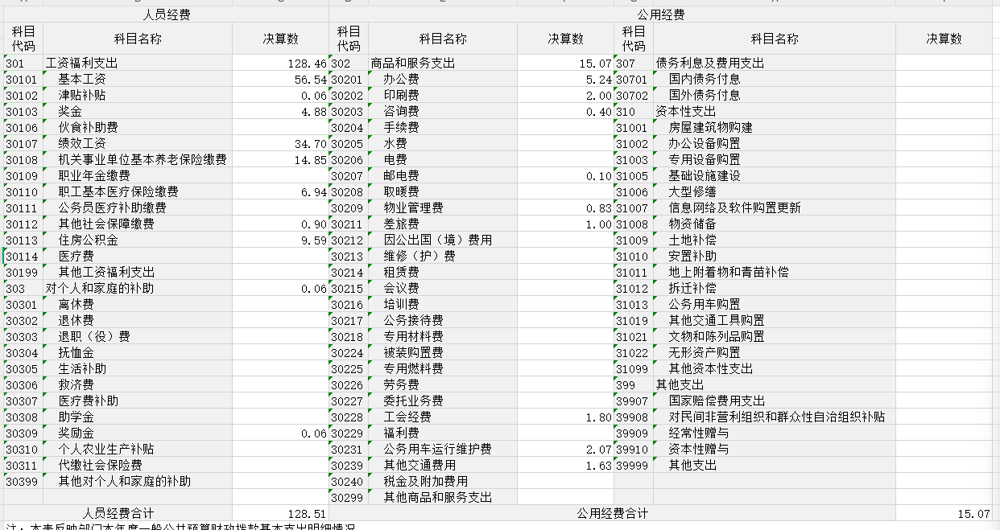 人员经费 公用经费
科目代码 科目名称 决算数 科目代码 科目名称 决算数 科目代码 科目名称 决算数
301 工资福利支出 128.46 302 商品和服务支出 15.07 307 债务利息及费用支出
30101 基本工资 56.54 30201 办公费 5.24 30701 国内债务付息
30102 津贴补贴 0.06 30202 印刷费 2.00 30702 国外债务付息
30103 奖金 4.88 30203 咨询费 0.40 310 资本性支出
30106 伙食补助费 30204 手续费 31001 房屋建筑物购建
30107 绩效工资 34.70 30205 水费 31002 办公设备购置
30108 机关事业单位基本养老保险缴费 14.85 30206 电费 31003 专用设备购置
30109 职业年金缴费 30207 邮电费 0.10 31005 基础设施建设
30110 职工基本医疗保险缴费 6.94 30208 取暖费 31006 大型修缮
30111 公务员医疗补助缴费 30209 物业管理费 0.83 31007 信息网络及软件购置更新
30112 其他社会保障缴费 0.90 30211 差旅费 1.00 31008 物资储备
30113 住房公积金 9.59 30212 因公出国（境）费用 31009 土地补偿
30114 医疗费 30213 维修（护）费 31010 安置补助
30199 其他工资福利支出 30214 租赁费 31011 地上附着物和青苗补偿
303 对个人和家庭的补助 0.06 30215 会议费 31012 拆迁补偿
30301 离休费 30216 培训费 31013 公务用车购置
30302 退休费 30217 公务接待费 31019 其他交通工具购置
30303 退职（役）费 30218 专用材料费 31021 文物和陈列品购置
30304 抚恤金 30224 被装购置费 31022 无形资产购置
30305 生活补助 30225 专用燃料费 31099 其他资本性支出
30306 救济费 30226 劳务费 399 其他支出
30307 医疗费补助 30227 委托业务费 39907 国家赔偿费用支出
30308 助学金 30228 工会经费 1.80 39908 对民间非营利组织和群众性自治组织补贴
30309 奖励金 0.06 30229 福利费 39909 经常性赠与
30310 个人农业生产补贴 30231 公务用车运行维护费 2.07 39910 资本性赠与
30311 代缴社会保险费 30239 其他交通费用 1.63 39999 其他支出
30399 其他对个人和家庭的补助 30240 税金及附加费用
30299 其他商品和服务支出
人员经费合计 128.51 公用经费合计 15.07
注：本表反映部门本年度一般公共预算财政拨款基本支出明细情况